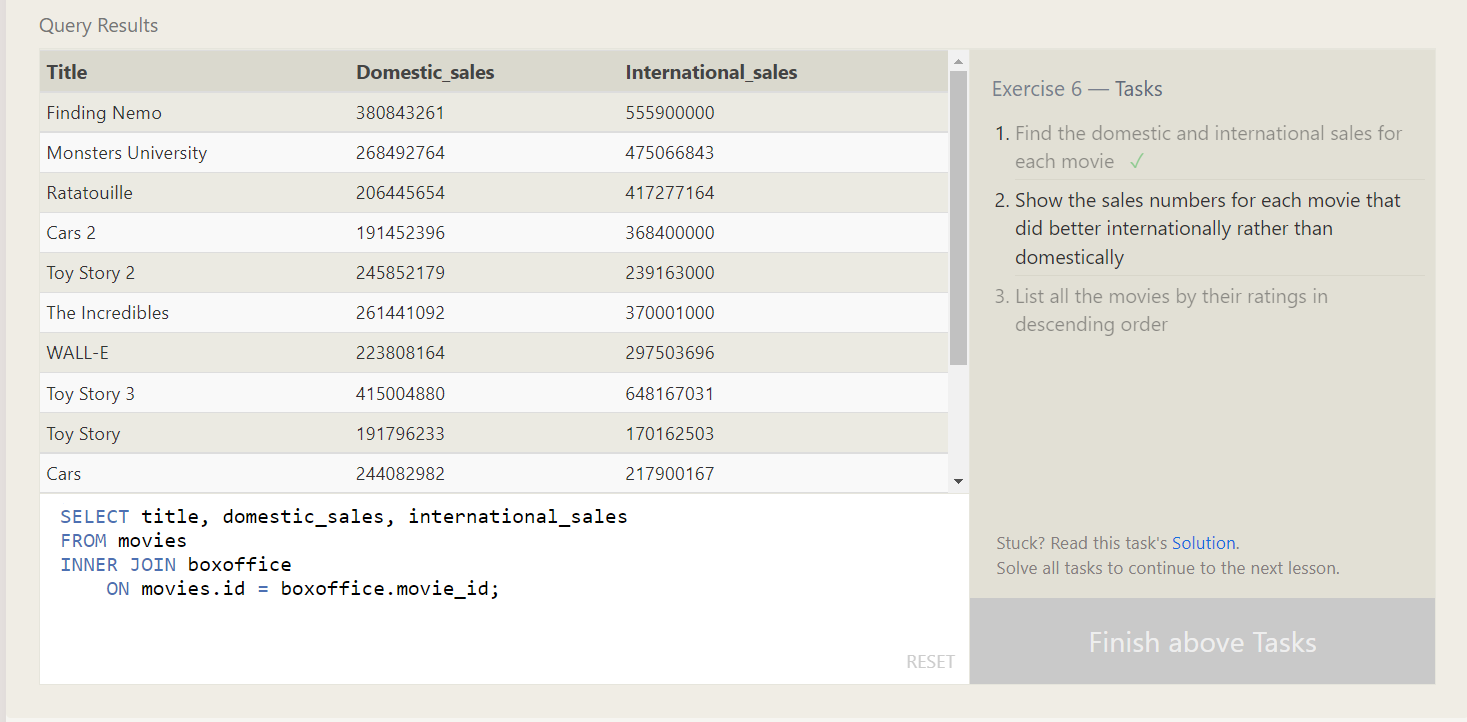 Query Results
Title Domestic_sales International_sales
Finding Nemo 380843261 555900000
Monsters University 268492764 475066843
Ratatouille 206445654 417277164
Cars 2 191452396 368400000
Toy Story 2 245852179 239163000
The Incredibles 261441092 370001000
WALL-E 223808164 297503696
Toy Story 3 415004880 648167031
Toy Story 191796233 170162503
Cars 244082982 217900167
SELECT title, domestic_sales, international_sales
FROM movies
INNER JOIN boxoffice
    ON movies.id = boxoffice.movie_id;
RESET
Exercise 6 — Tasks
1. Find the domestic and international sales for
each movie ✓
2. Show the sales numbers for each movie that
did better internationally rather than
domestically
3. List all the movies by their ratings in
descending order
Stuck? Read this task's Solution.
Solve all tasks to continue to the next lesson.
Finish above Tasks